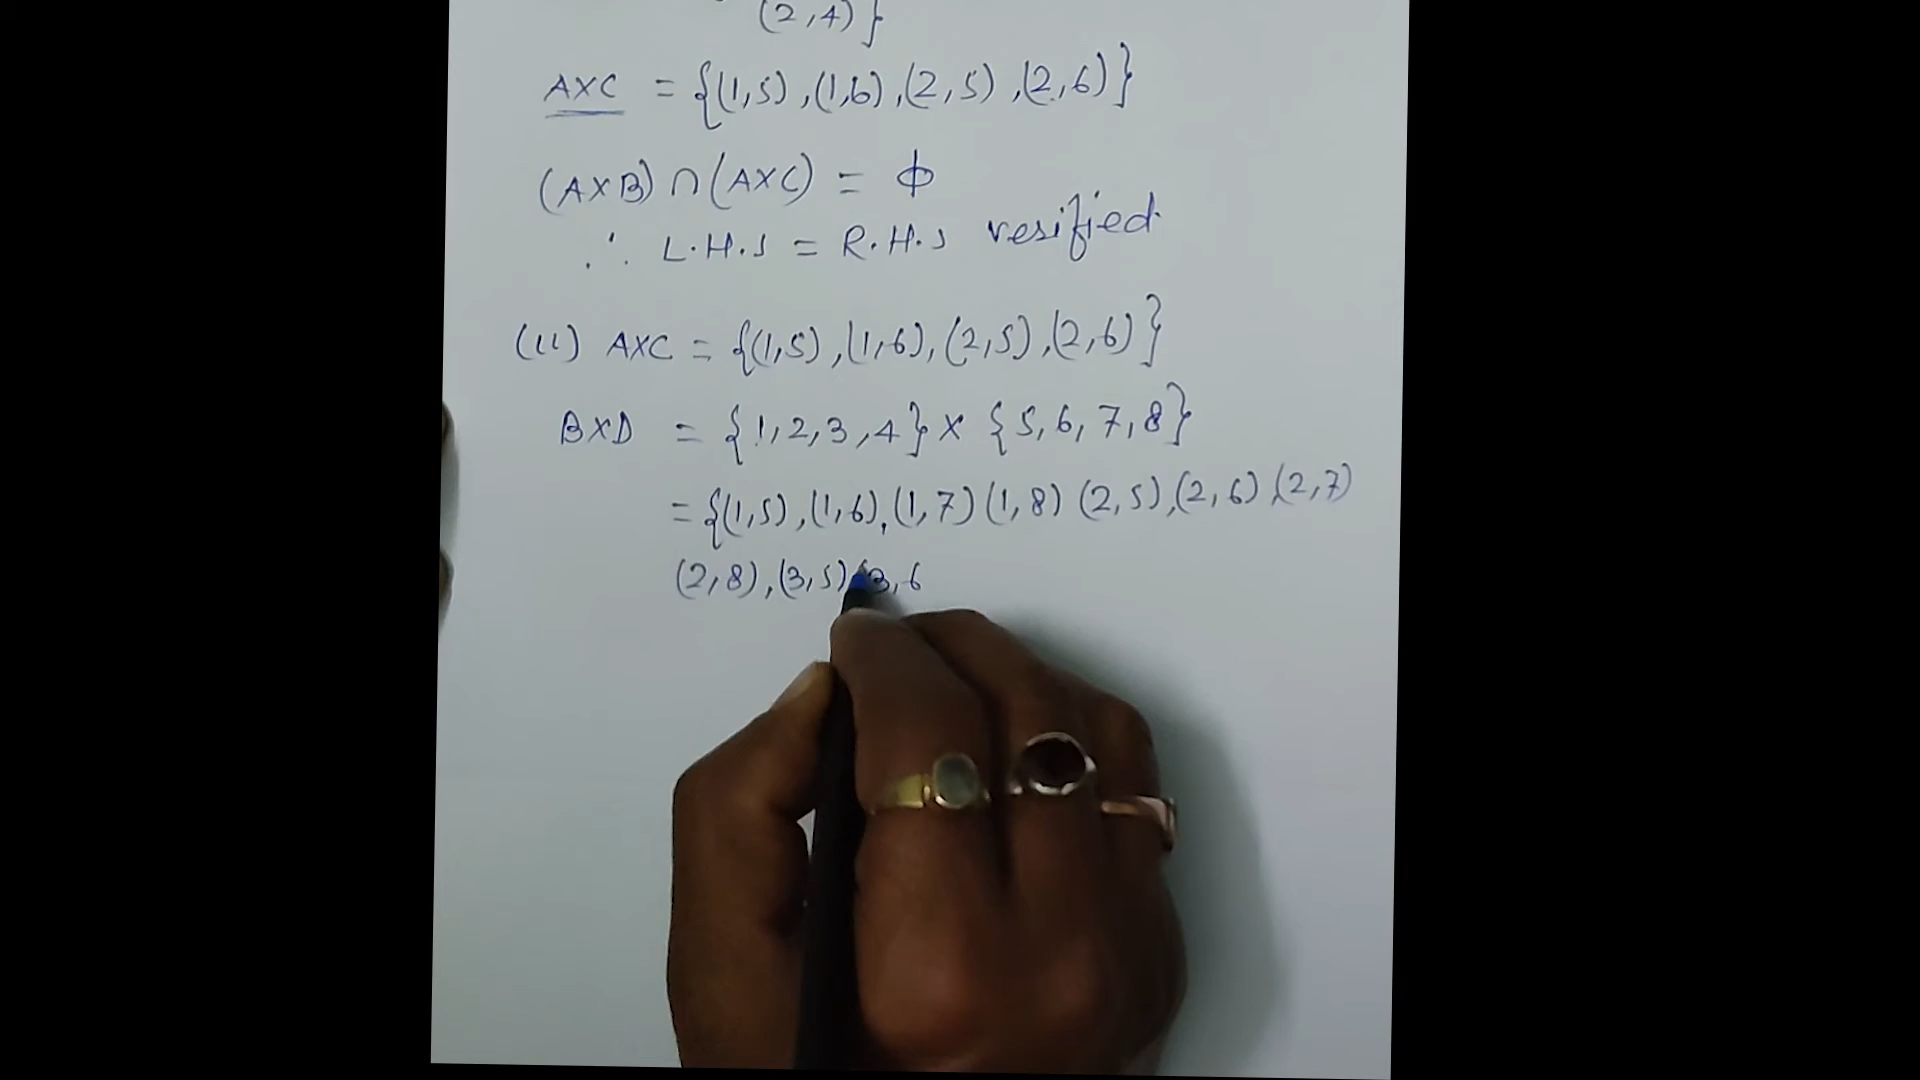 (2,4)}
AXC = {(1,5),(1,6),(2,5),(2,6)}
(AXB)∩(AXC) = ϕ
∴ L.H.S = R.H.S verified
(ii) AXC = {(1,5),(1,6),(2,5),(2,6)}
BXD = {1,2,3,4} X {5,6,7,8}
= {(1,5),(1,6),(1,7)(1,8)(2,5),(2,6),(2,7)
(2,8),(3,5),(3,6